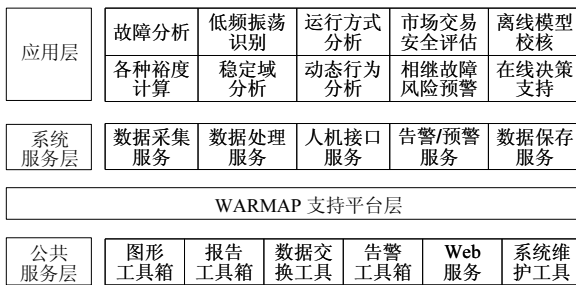 应用层
故障分析
低频振荡
识别
运行方式
分析
市场交易
安全评估
离线模型
校核
各种裕度
计算
稳定域
分析
动态行为
分析
相继故障
风险预警
在线决策
支持
系统
服务层
数据采集
服务
数据处理
服务
人机接口
服务
告警/预警
服务
数据保存
服务
WARMAP 支持平台层
公共
服务层
图形
工具箱
报告
工具箱
数据交
换工具
告警
工具箱
Web
服务
系统维
护工具